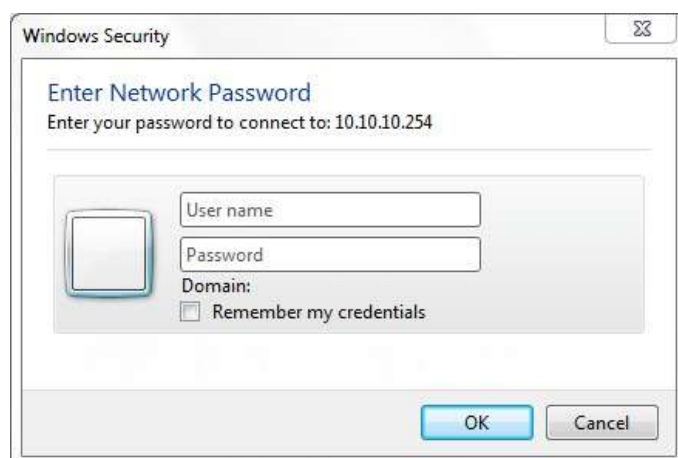 Windows Security
Enter Network Password
Enter your password to connect to: 10.10.10.254
User name
Password
Domain:
Remember my credentials
OK
Cancel